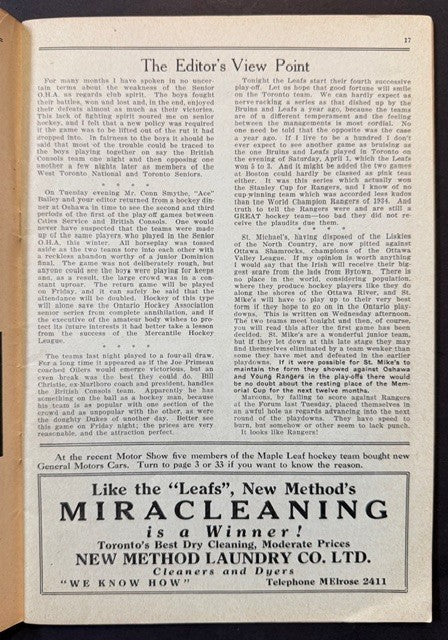 17
The Editor's View Point
For many months I have spoken in no uncer-
tain terms about the weakness of the Senior
O.H.A. as regards club spirit. The boys fought
their battles, won and lost and, in the end, enjoyed
their defeats almost as much as their victories.
This lack of fighting spirit soured me on senior
hockey, and I felt that a new policy was required
if the game was to be lifted out of the rut it had
dropped into. In fairness to the boys it should be
said that most of the trouble could be traced to
the boys playing together on say the British
Consols team one night and then opposing one
another a few nights later as members of the
West Toronto National and Toronto Seniors.
* * *
On Tuesday evening Mr. Conn Smythe, "Ace"
Bailey and your editor returned from a hockey din-
ner at Oshawa in time to see the second and third
periods of the first of the play off games between
Cities Service and British Consols. One would
never have suspected that the teams were made
up of the same players who played in the Senior
O.H.A. this winter. All horseplay was tossed
aside as the two teams tore into each other with
a reckless abandon worthy of a junior Dominion
final. The game was not deliberately rough, but
anyone could see the boys were playing for keeps
and, as a result, the large crowd was in a con-
stant uproar. The return game will be played
on Friday, and it can safely be said that the
attendance will be doubled. Hockey of this type
will alone save the Ontario Hockey Association
senior series from complete annihilation, and if
the executive of the amateur body wishes to pro-
tect its future interests it had better take a lesson
from the success of the Mercantile Hockey
League.
* * * *
The teams last night played to a four-all draw.
For a long time it appeared as if Joe Primeau
coached Oilers would emerge victorious, but an
even break was the best they could do. Bill
Christie, ex-Marlboro coach and president, handles
the British Consols team. Apparently he has
something on the ball as a hockey man, because
his team is as popular with one section of the
crowd and as unpopular with the other, as were
the doughty Dukes of another day. Better see
this game on Friday night; the prices are very
reasonable, and the attraction perfect.
Tonight the Leafs start their fourth successive
play-off. Let us hope that good fortune will smile
on the Toronto team. We can hardly expect as
nerve racking a series as that dished up by the
Bruins and Leafs a year ago, because the teams
are of a different temperament and the feeling
between the managements is most cordial. No
one need be told that the opposite was the case
a year ago. If I live to be a hundred I don't
ever expect to see another game as bruising as
the one Bruins and Leafs played in Toronto on
the evening of Saturday, April 1, which the Leafs
won 5 to 3. And it might be added the two games
at Boston could hardly be classed as pink teas
either. It was this series which actually won
the Stanley Cup for Rangers, and I know of no
cup winning team which was accorded less kudos
than the World Champion Rangers of 1934. And
truth to tell the Rangers were and are still a
GREAT hockey team—too bad they did not re-
ceive the plaudits due them.
* * * *
St. Michael's, having disposed of the Liskies
of the North Country, are now pitted against
Ottawa Shamrocks, champions of the Ottawa
Valley League. If my opinion is worth anything
I would say that the Irish will receive their big-
gest scare from the lads from Bytown. There is
no place in the world, considering population,
where they produce hockey players like they do
along the shores of the Ottawa River, and St.
Mike's will have to play up to their very best
form if they hope to go on in the Ontario play-
downs. This is written on Wednesday afternoon.
The two teams meet tonight and then, of course,
you will read this after the first game has been
decided. St. Mike's are a wonderful junior team,
but if they let down at this late stage they may
find themselves eliminated by a team weaker than
some they have met and defeated in the earlier
playdowns. If it were possible for St. Mike's to
maintain the form they showed against Oshawa
and Young Rangers in the play-offs there would
be no doubt about the resting place of the Mem-
orial Cup for the next twelve months.
Maroons, by failing to score against Rangers
at the Forum last Tuesday, placed themselves in
an awful hole as regards advancing into the next
round of the playdowns. They have speed to
burn, but somehow or other seem to lack punch.
It looks like Rangers!
At the recent Motor Show five members of the Maple Leaf hockey team bought new
General Motors Cars. Turn to page 3 or 33 if you want to know the reason.
Like the "Leafs", New Method's
MIRACLEANING
is a Winner!
Toronto's Best Dry Cleaning, Moderate Prices
NEW METHOD LAUNDRY CO. LTD.
Cleaners and Dyers
"WE KNOW HOW" Telephone MElrose 2411